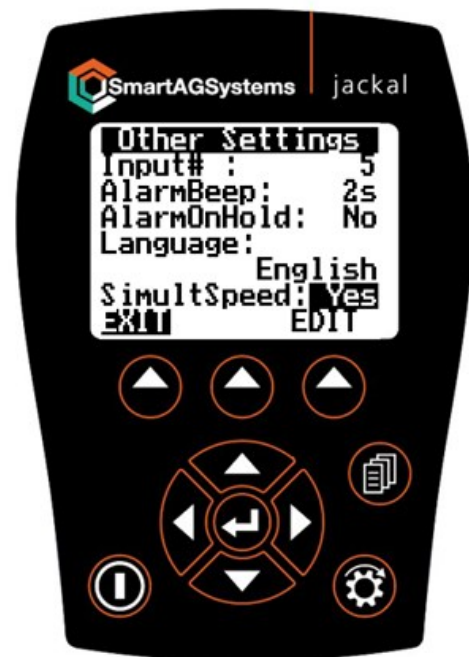 SmartAGSystems jackal
Other Settings
Input# : 5
AlarmBeep: 2s
AlarmOnHold: No
Language:
English
SimultSpeed: Yes
EXIT EDIT